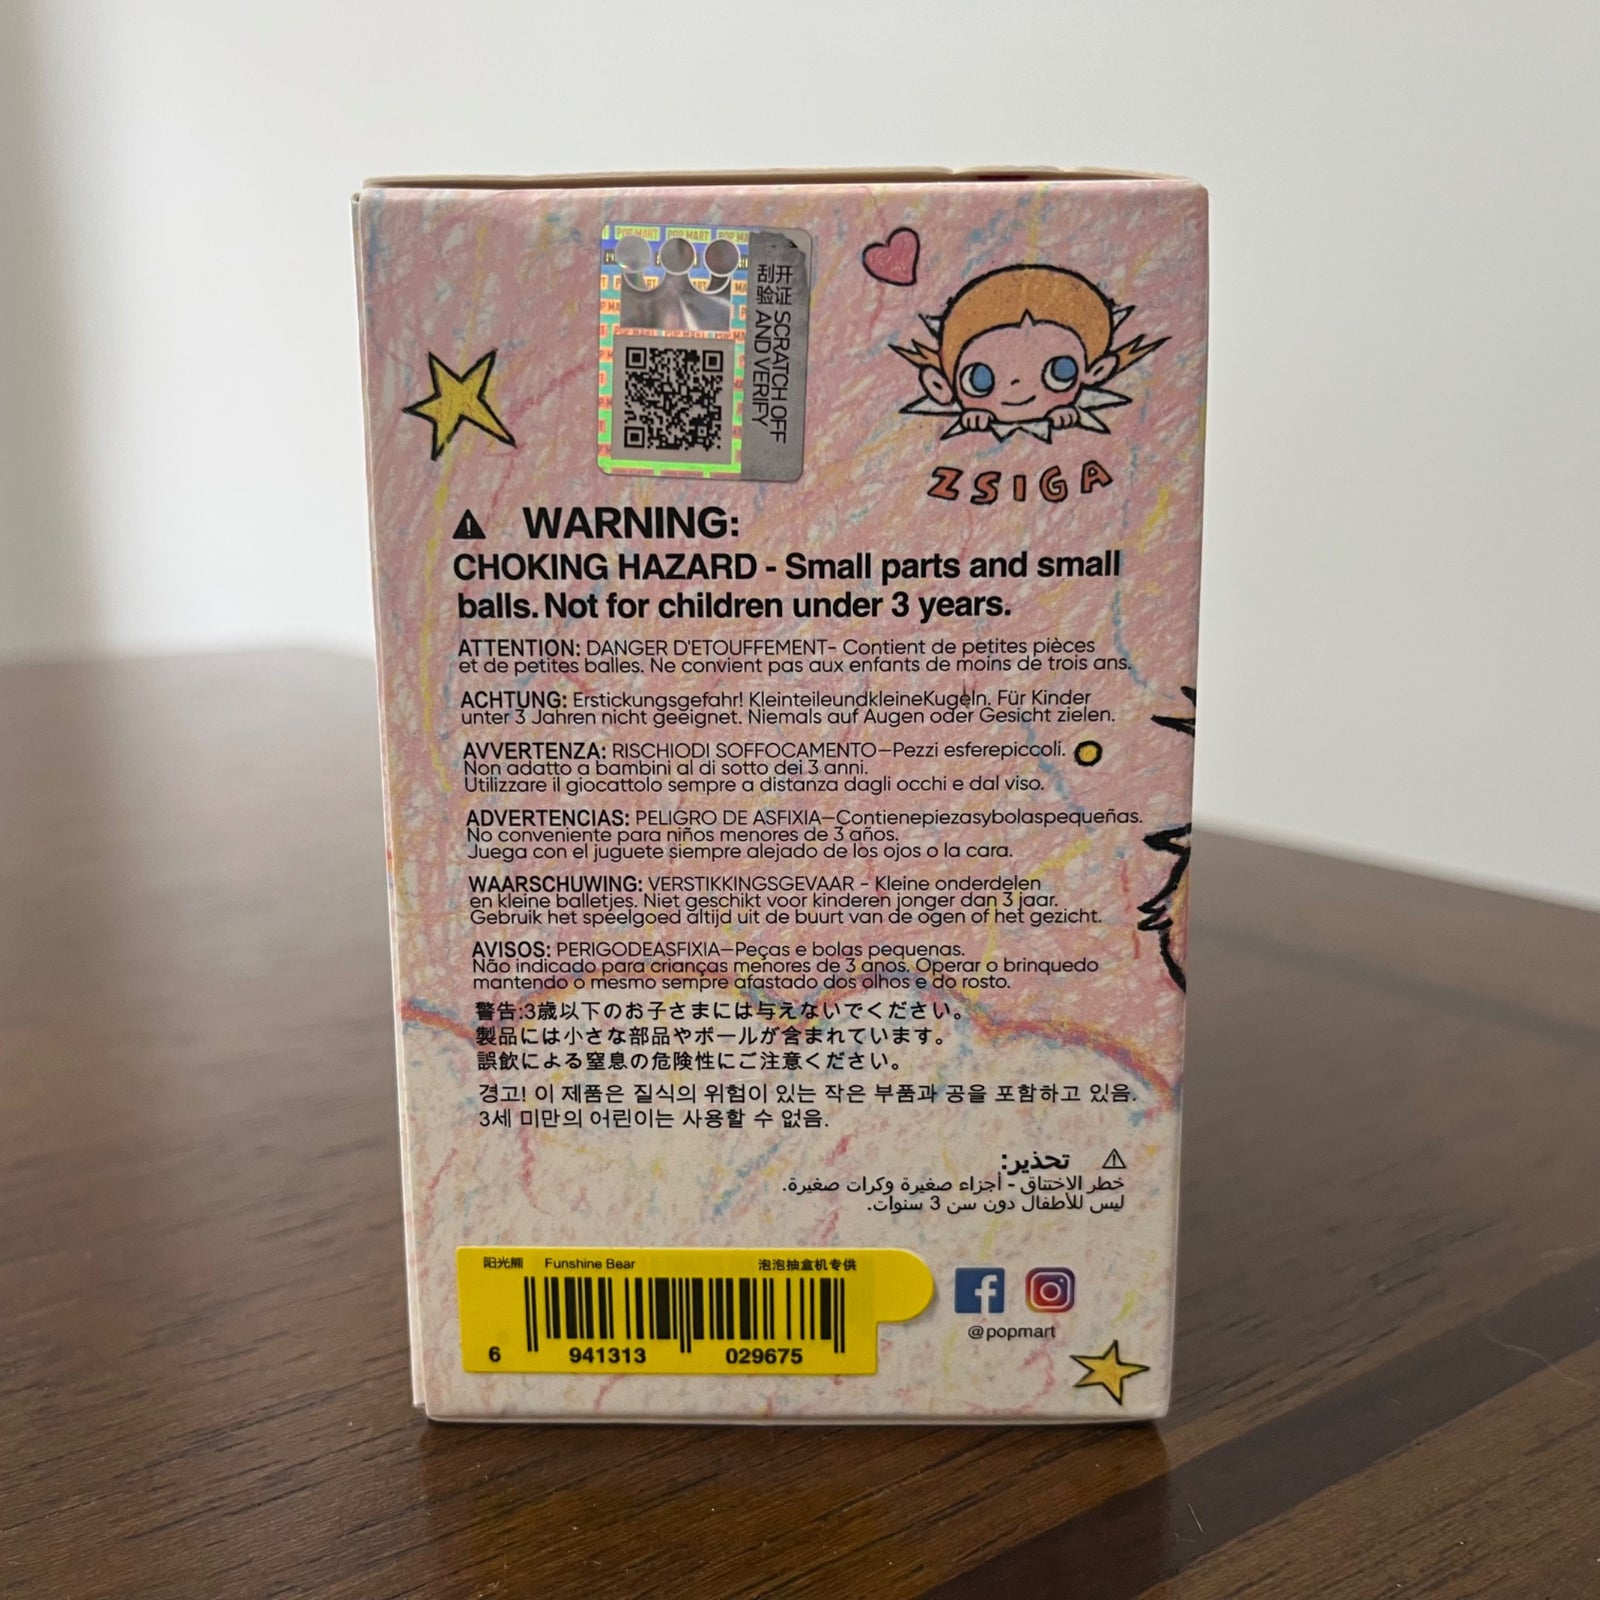 POP MART POP MART POP MA
刮开
验证
SCRATCH OFF
AND VERIFY
ZSIGA
WARNING:
CHOKING HAZARD - Small parts and small
balls. Not for children under 3 years.
ATTENTION: DANGER D'ETOUFFEMENT- Contient de petites pièces
et de petites balles. Ne convient pas aux enfants de moins de trois ans.
ACHTUNG: Erstickungsgefahr! KleinteileundkleineKugeln. Für Kinder
unter 3 Jahren nicht geeignet. Niemals auf Augen oder Gesicht zielen.
AVVERTENZA: RISCHIODI SOFFOCAMENTO—Pezzi esferepiccoli.
Non adatto a bambini al di sotto dei 3 anni.
Utilizzare il giocattolo sempre a distanza dagli occhi e dal viso.
ADVERTENCIAS: PELIGRO DE ASFIXIA—Contienepiezasybolaspequeñas.
No conveniente para niños menores de 3 años.
Juega con el juguete siempre alejado de los ojos o la cara.
WAARSCHUWING: VERSTIKKINGSGEVAAR - Kleine onderdelen
en kleine balletjes. Niet geschikt voor kinderen jonger dan 3 jaar.
Gebruik het speelgoed altijd uit de buurt van de ogen of het gezicht.
AVISOS: PERIGODEASFIXIA—Peças e bolas pequenas.
Não indicado para crianças menores de 3 anos. Operar o brinquedo
mantendo o mesmo sempre afastado dos olhos e do rosto.
警告:3歳以下のお子さまには与えないでください。
製品には小さな部品やボールが含まれています。
誤飲による窒息の危険性にご注意ください。
경고! 이 제품은 질식의 위험이 있는 작은 부품과 공을 포함하고 있음.
3세 미만의 어린이는 사용할 수 없음.
تحذير:
خطر الاختناق - أجزاء صغيرة وكرات صغيرة.
ليس للأطفال دون سن 3 سنوات.
阳光熊 Funshine Bear 泡泡抽盒机专供
6 941313 029675
@popmart